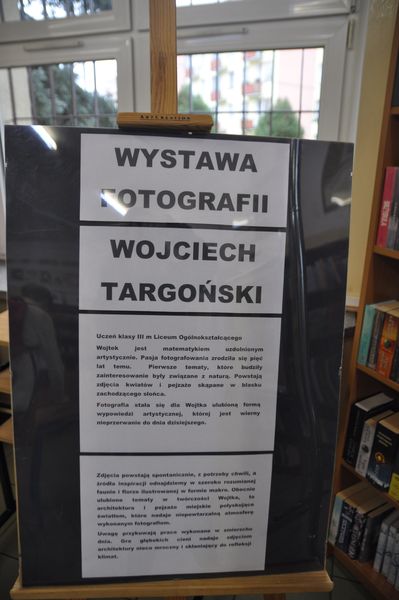 ARTCREATION
WYSTAWA
FOTOGRAFII
WOJCIECH
TARGOŃSKI
Uczeń klasy III m Liceum Ogólnokształcącego
Wojtek jest matematykiem uzdolnionym
artystycznie. Pasja fotografowania zrodziła się pięć
lat temu. Pierwsze tematy, które budziły
zainteresowanie były związane z naturą. Powstają
zdjęcia kwiatów i pejzaże skąpane w blasku
zachodzącego słońca.
Fotografia stała się dla Wojtka ulubioną formą
wypowiedzi artystycznej, której jest wierny
nieprzerwanie do dnia dzisiejszego.
Zdjęcia powstają spontanicznie, z potrzeby chwili, a
źródła inspiracji odnajdziemy w szeroko rozumianej
faunie i florze ilustrowanej w formie makro. Obecnie
ulubione tematy w twórczości Wojtka, to
architektura i pejzaże miejskie połyskujące
światłem, które nadaje niepowtarzalną atmosferę
wykonanym fotografiom.
Uwagę przykuwają prace wykonane o zmierzchu
dnia. Gra głębokich cieni nadaje zdjęciom
architektury nieco mroczny i skłaniający do refleksji
klimat.